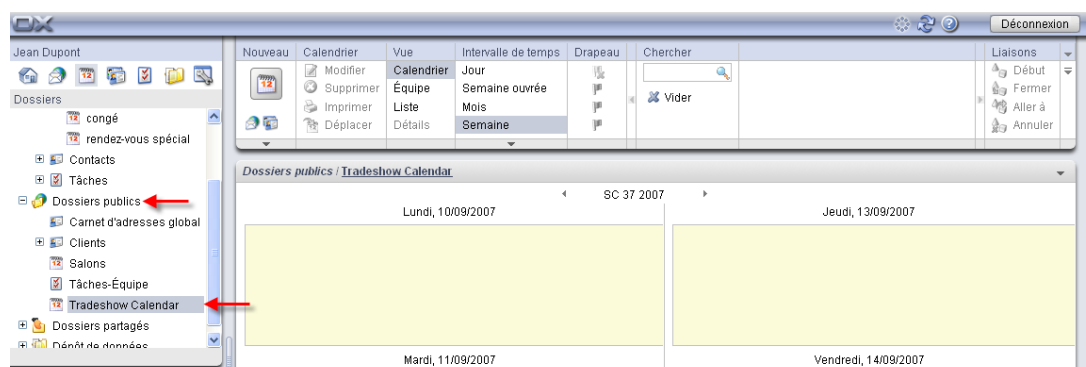 OX
Déconnexion
Jean Dupont
Dossiers
congé
rendez-vous spécial
Contacts
Tâches
Dossiers publics
Carnet d'adresses global
Clients
Salons
Tâches-Équipe
Tradeshow Calendar
Dossiers partagés
Dépôt de données
Nouveau Calendrier Vue Intervalle de temps Drapeau Chercher Liaisons
Modifier Calendrier Jour Début
Supprimer Équipe Semaine ouvrée Fermer
Imprimer Liste Mois Vider Aller à
Déplacer Détails Semaine Annuler
Dossiers publics / Tradeshow Calendar
SC 37 2007
Lundi, 10/09/2007 Jeudi, 13/09/2007
Mardi, 11/09/2007 Vendredi, 14/09/2007